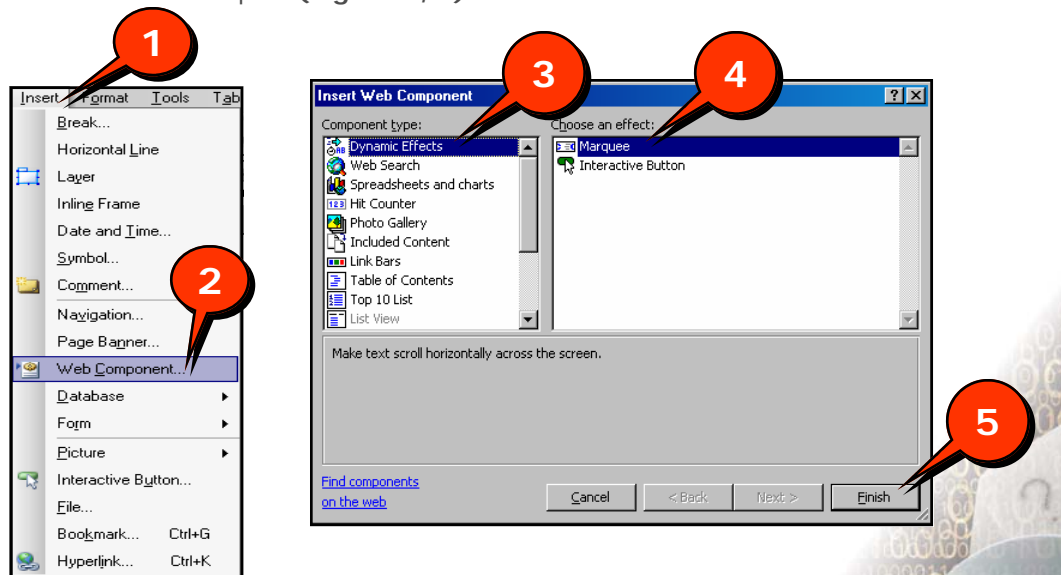 1
3
4
Insert Format Tools Tab
Break...
Horizontal Line
Layer
Inline Frame
Date and Time...
Symbol...
Comment...
2
Navigation...
Page Banner...
Web Component...
Database
Form
Picture
Interactive Button...
File...
Bookmark... Ctrl+G
Hyperlink... Ctrl+K
Insert Web Component
Component type:
Dynamic Effects
Web Search
Spreadsheets and charts
123 Hit Counter
Photo Gallery
Included Content
Link Bars
Table of Contents
Top 10 List
List View
Choose an effect:
Marquee
Interactive Button
Make text scroll horizontally across the screen.
5
Find components
on the web
Cancel < Back Next > Finish